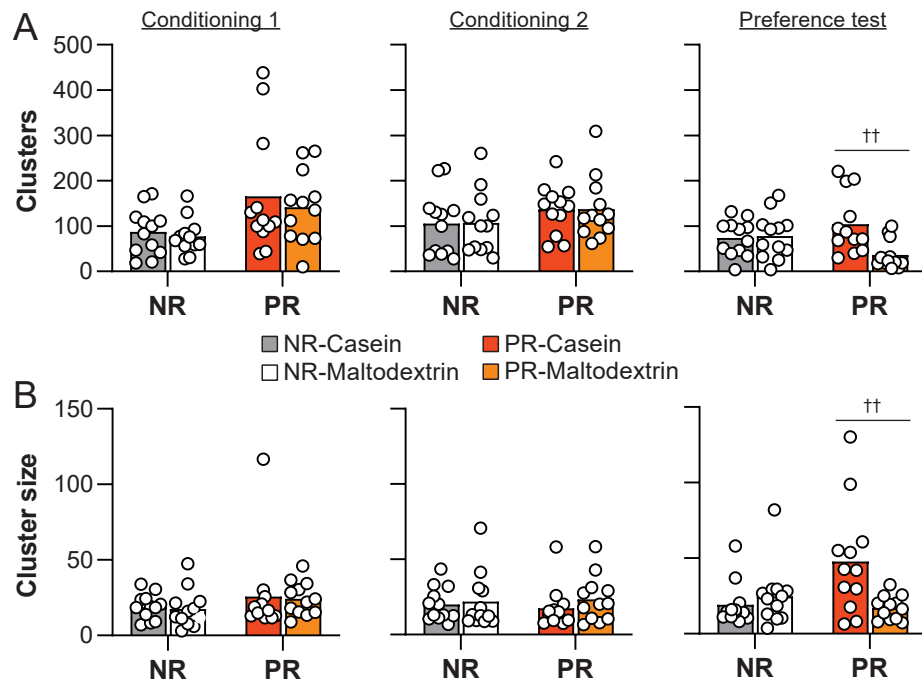 A
Conditioning 1
Conditioning 2
Preference test
Clusters
500
400
300
200
100
0
††
NR
PR
NR
PR
NR
PR
NR-Casein
PR-Casein
NR-Maltodextrin
PR-Maltodextrin
B
Cluster size
150
100
50
0
††
NR
PR
NR
PR
NR
PR